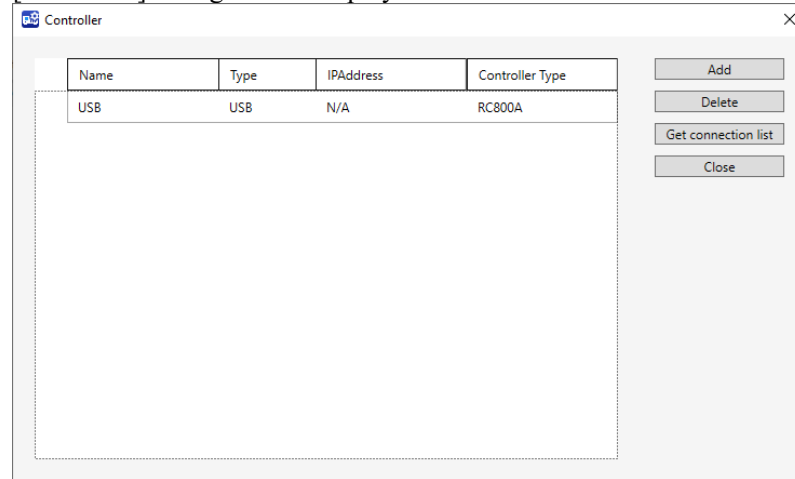 Controller
Name Type IPAddress Controller Type
USB USB N/A RC800A
Add
Delete
Get connection list
Close